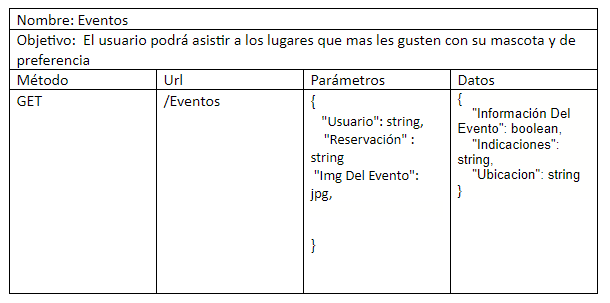 Nombre: Eventos
Objetivo:  El usuario podrá asistir a los lugares que mas les gusten con su mascota y de
preferencia
Método
Url
Parámetros
Datos
GET
/Eventos
{
"Usuario": string,
"Reservación" :
string
"Img Del Evento":
jpg,
}
{
"Información Del
Evento": boolean,
"Indicaciones":
string,
"Ubicacion": string
}